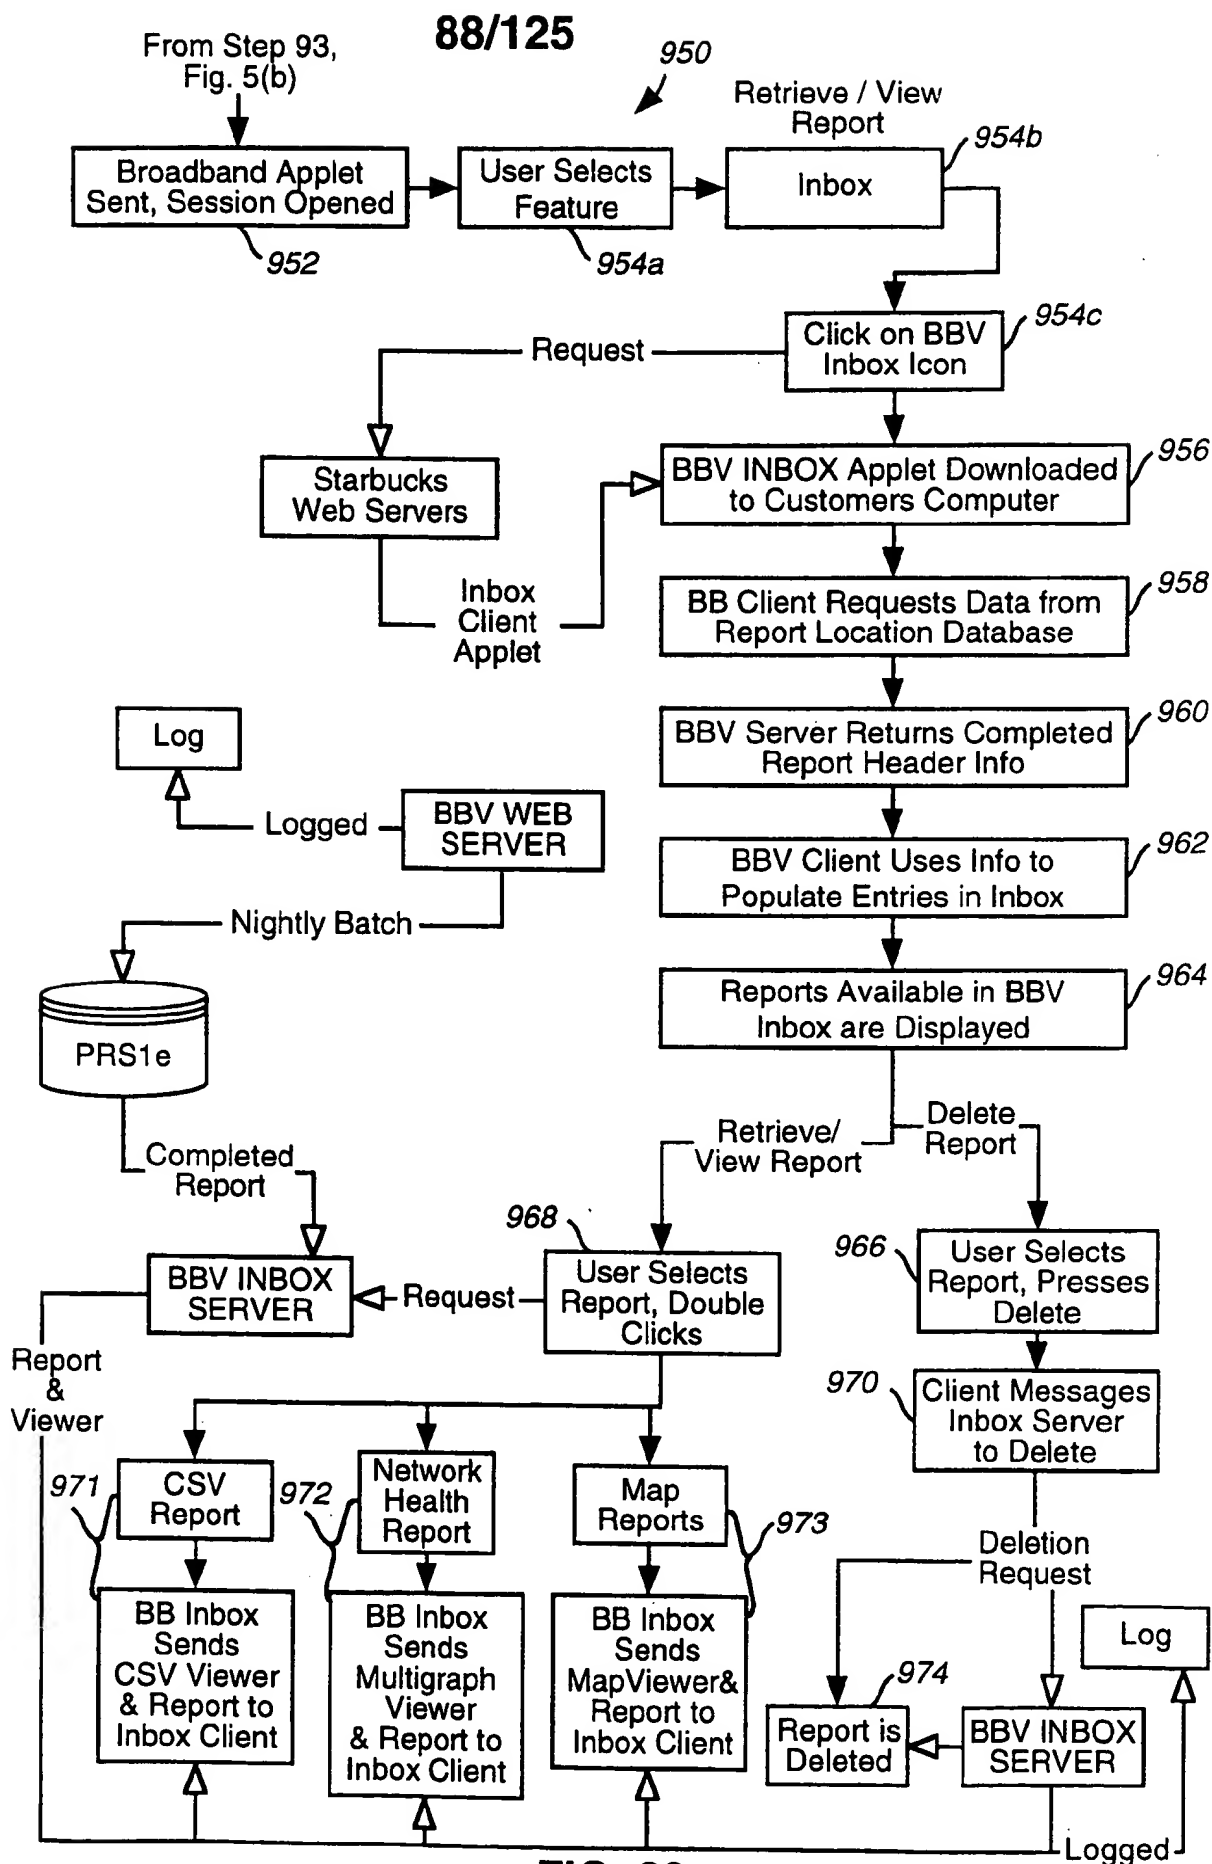 88/125
From Step 93,
Fig. 5(b)
950
Retrieve / View
Report
954b
Broadband Applet
Sent, Session Opened
User Selects
Feature
Inbox
952
954a
954c
Click on BBV
Inbox Icon
Request
Starbucks
Web Servers
956
BBV INBOX Applet Downloaded
to Customers Computer
Inbox
Client
Applet
958
BB Client Requests Data from
Report Location Database
960
BBV Server Returns Completed
Report Header Info
Log
Logged
BBV WEB
SERVER
962
BBV Client Uses Info to
Populate Entries in Inbox
Nightly Batch
964
Reports Available in BBV
Inbox are Displayed
PRS1e
Retrieve/
View Report
Delete
Report
Completed
Report
968
966
BBV INBOX
SERVER
Request
User Selects
Report, Double
Clicks
User Selects
Report, Presses
Delete
Report
&
Viewer
970
Client Messages
Inbox Server
to Delete
971
CSV
Report
972
Network
Health
Report
Map
Reports
973
Deletion
Request
BB Inbox
Sends
CSV Viewer
& Report to
Inbox Client
BB Inbox
Sends
Multigraph
Viewer
& Report to
Inbox Client
BB Inbox
Sends
MapViewer&
Report to
Inbox Client
974
Report is
Deleted
BBV INBOX
SERVER
Log
Logged